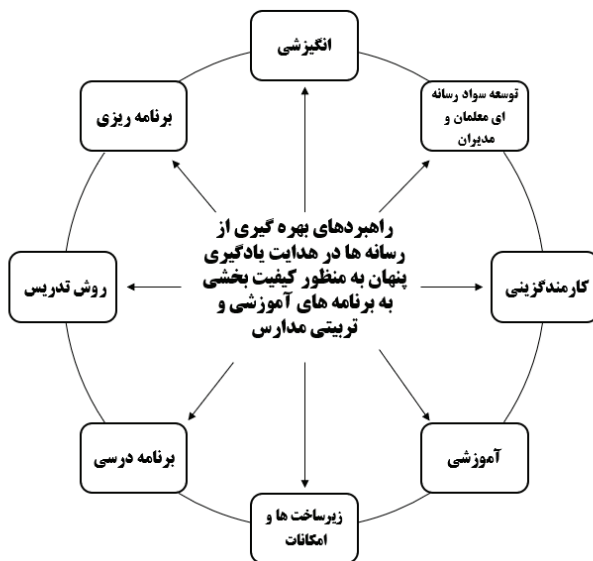 انگیزشی
توسعه سواد رسانه
ای معلمان و
مدیران
برنامه ریزی
راهبردهای بهره گیری از
رسانه ها در هدایت یادگیری
پنهان به منظور کیفیت بخشی
به برنامه های آموزشی و
تربیتی مدارس
کارمندگزینی
روش تدریس
آموزشی
برنامه درسی
زیرساخت ها و
امکانات